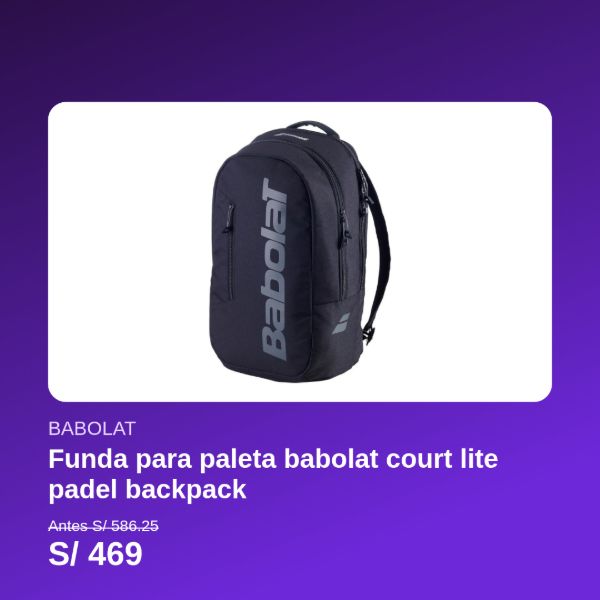 Babolat
BABOLAT
Funda para paleta babolat court lite
padel backpack
Antes S/ 586.25
S/ 469